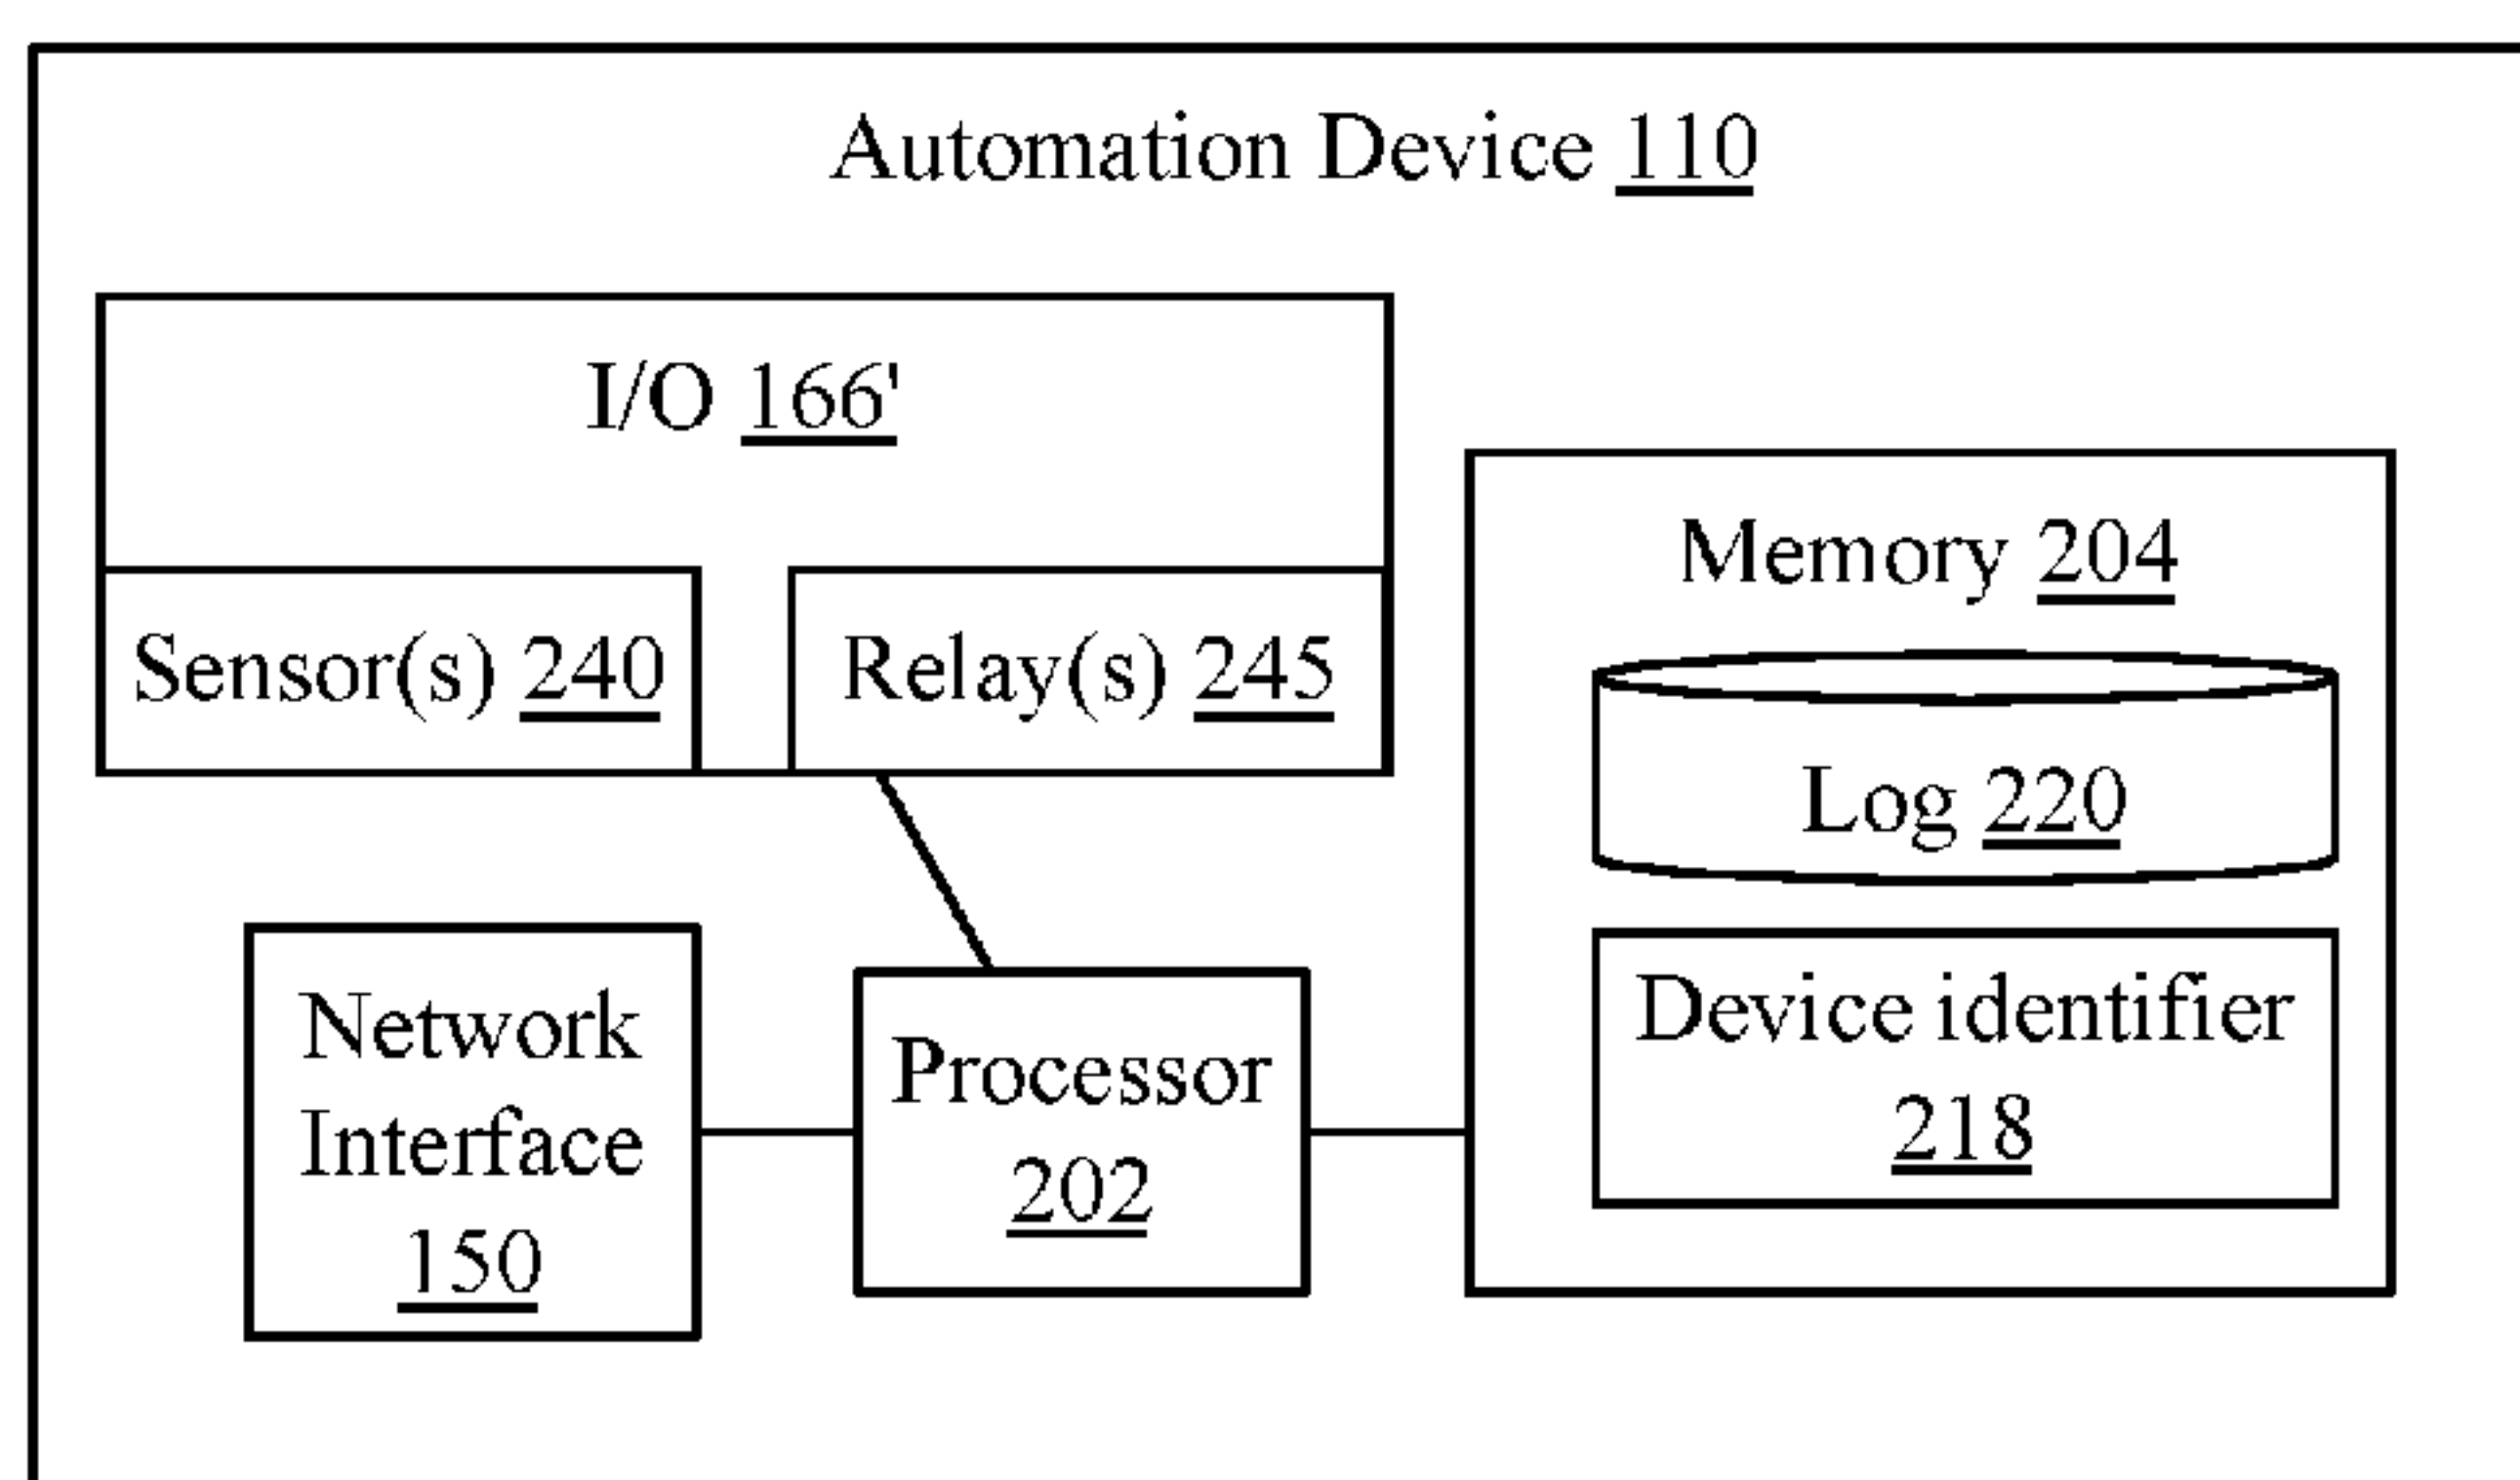 Automation Device 110
I/O 166'
Sensor(s) 240
Relay(s) 245
Memory 204
Log 220
Device identifier
218
Network
Interface
150
Processor
202